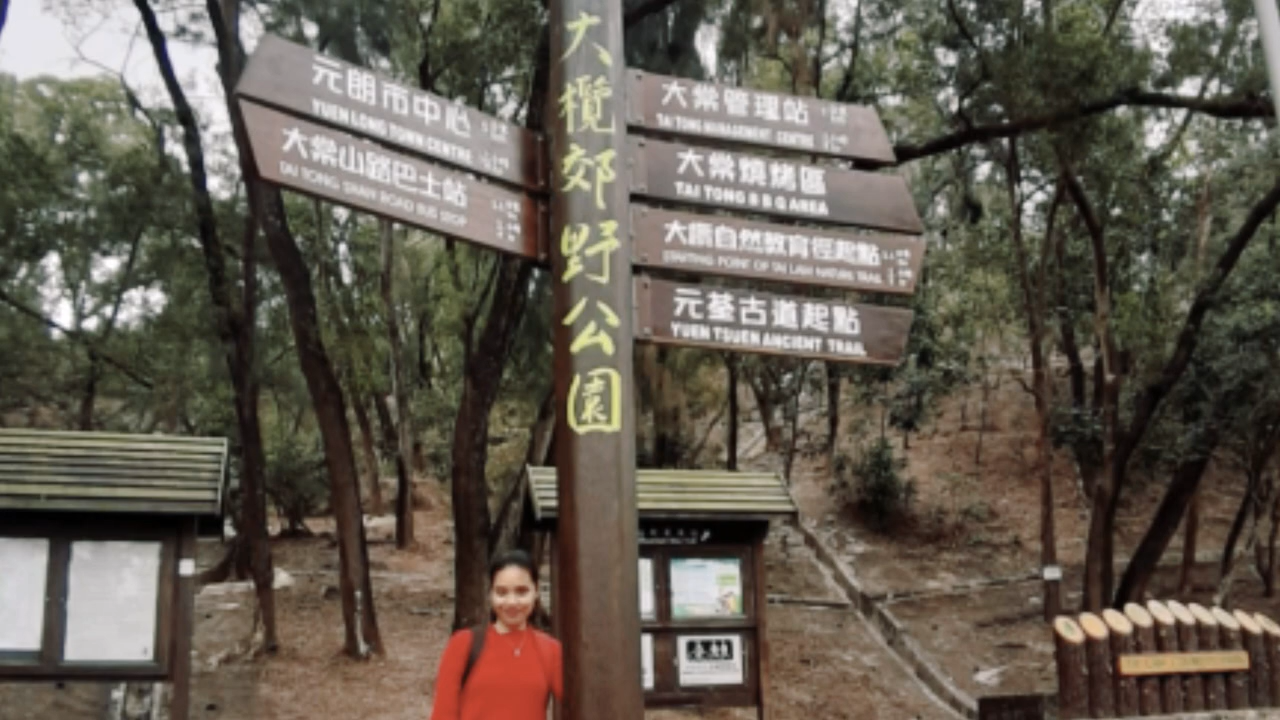 大欖郊野公園
元朗市中心
YUEN LONG TOWN CENTRE
大棠山路巴士站
TAI TONG SHAN ROAD BUS STOP
大棠管理站
TAI TONG MANAGEMENT CENTRE
大棠燒烤區
TAI TONG B B Q AREA
大欖自然教育徑起點
STARTING POINT OF TAI LAM NATURE TRAIL
元荃古道起點
YUEN TSUEN ANCIENT TRAIL